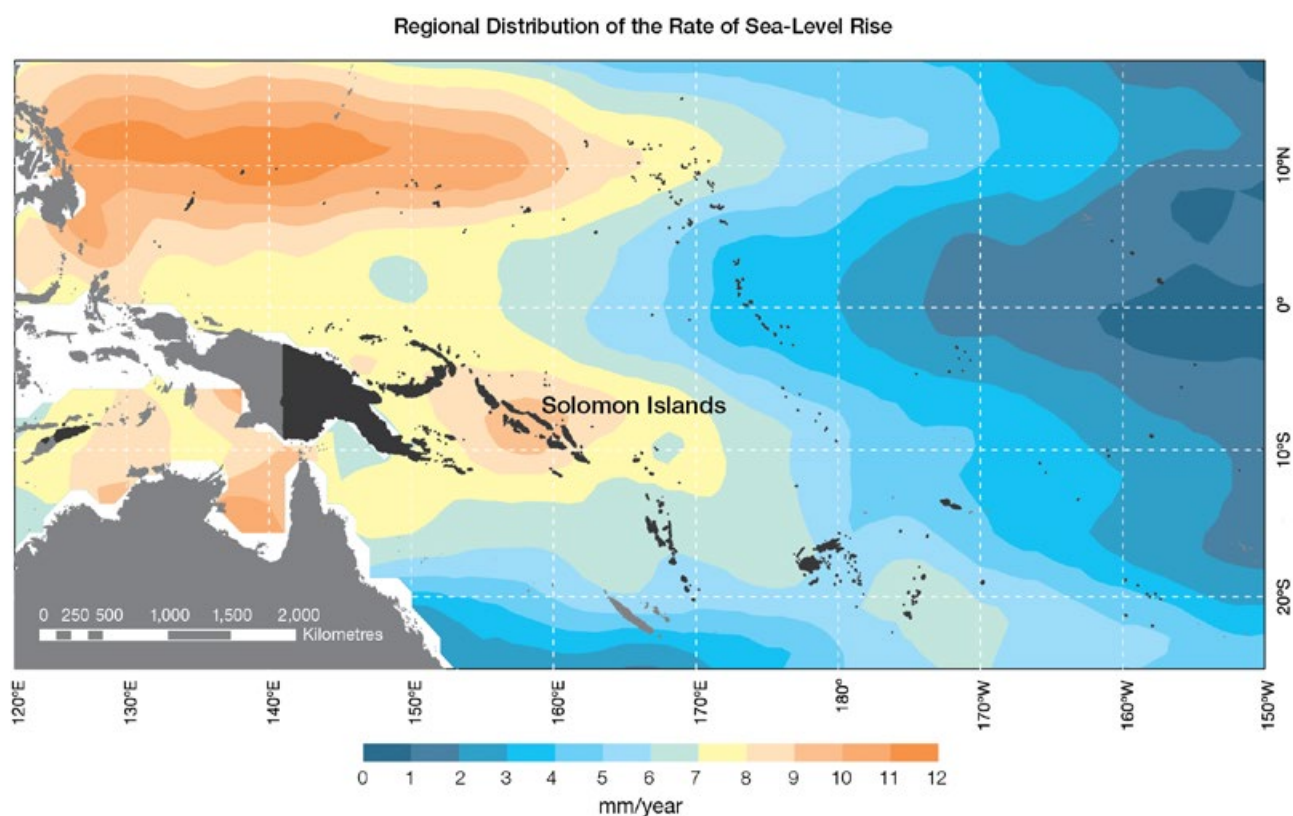 Regional Distribution of the Rate of Sea-Level Rise
10°N
0°
Solomon Islands
10°S
20°S
0 250 500 1,000 1,500 2,000
Kilometres
120°E 130°E 140°E 150°E 160°E 170°E 180° 170°W 160°W 150°W
0 1 2 3 4 5 6 7 8 9 10 11 12
mm/year